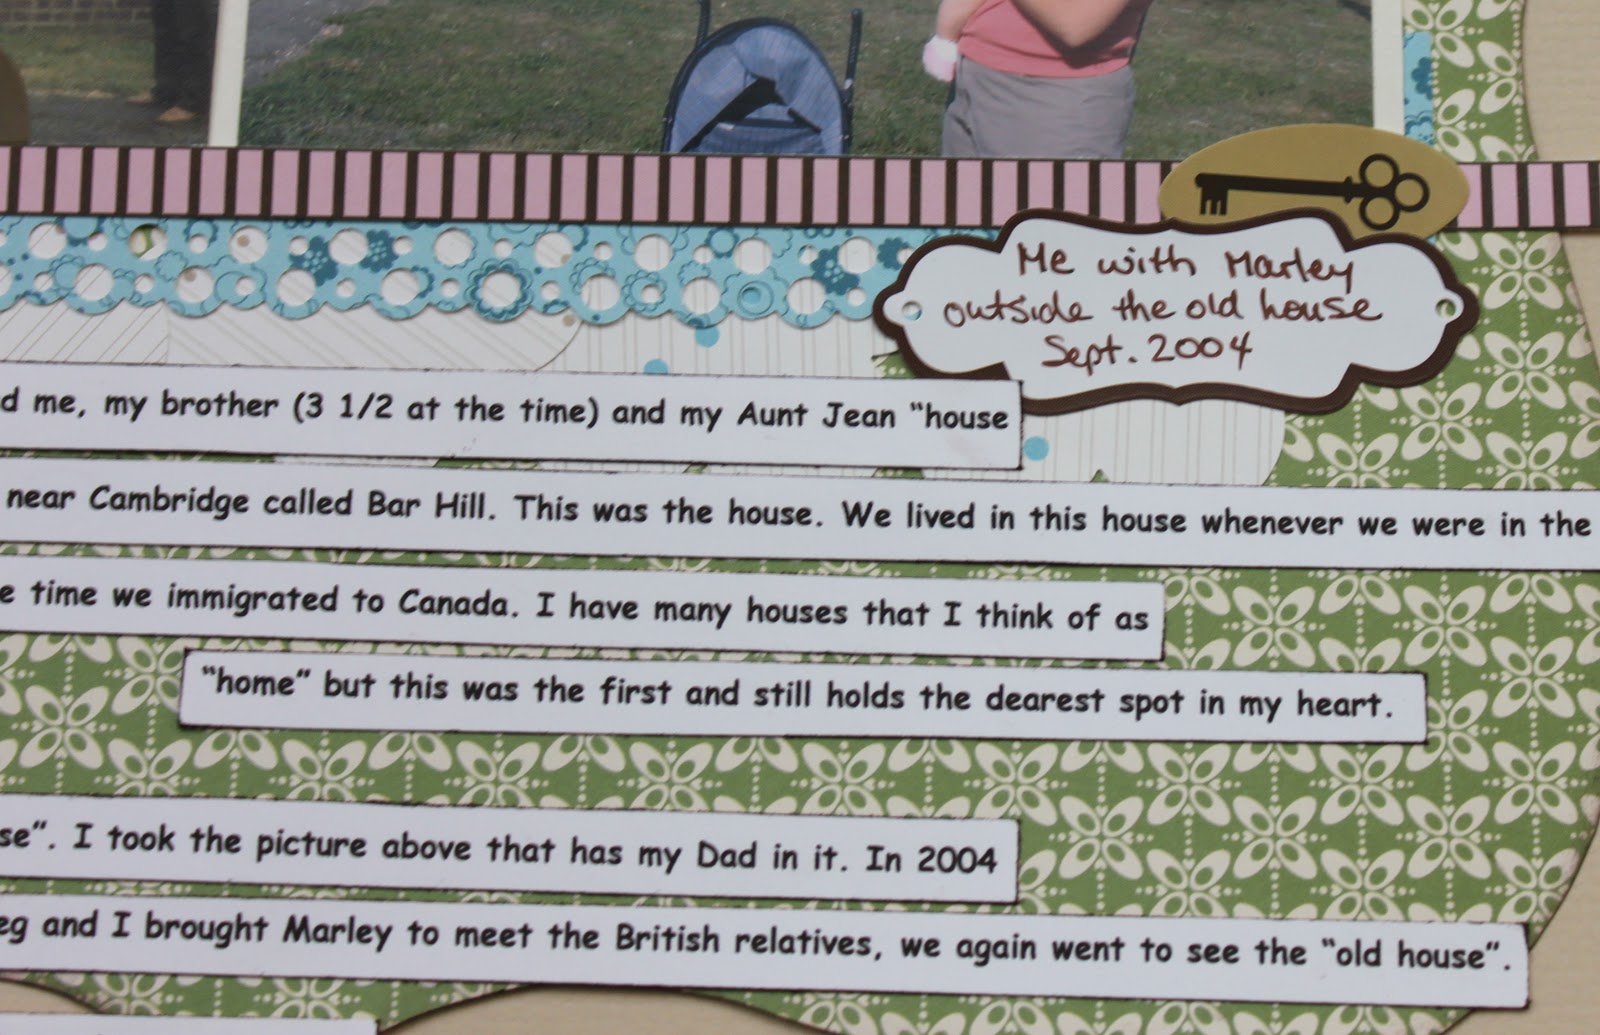 Me with Marley
outside the old house
Sept. 2004
d me, my brother (3 1/2 at the time) and my Aunt Jean “house
near Cambridge called Bar Hill. This was the house. We lived in this house whenever we were in the
e time we immigrated to Canada. I have many houses that I think of as
“home” but this was the first and still holds the dearest spot in my heart.
se”. I took the picture above that has my Dad in it. In 2004
eg and I brought Marley to meet the British relatives, we again went to see the “old house”.